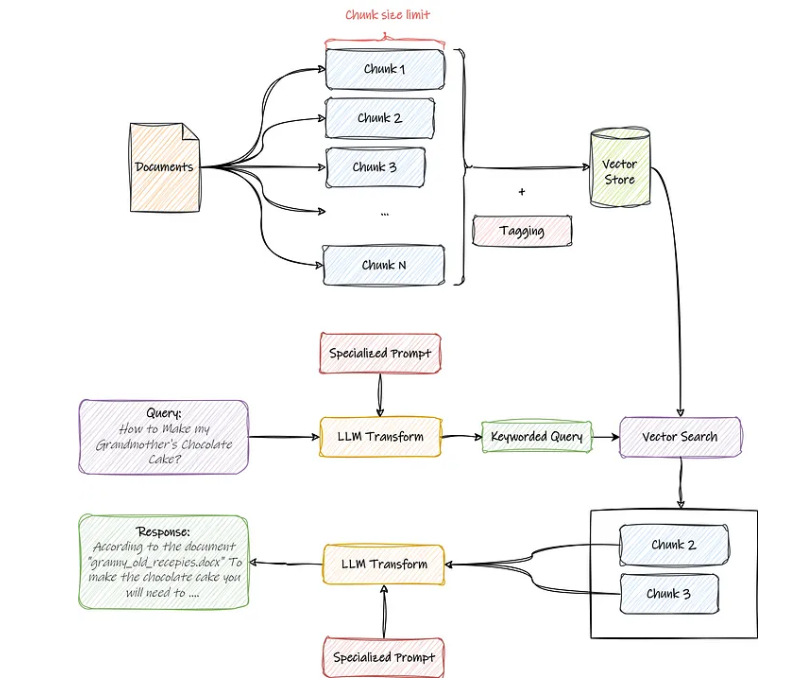 Chunk size limit
Chunk 1
Chunk 2
Documents
Chunk 3
...
Chunk N
+
Tagging
Vector
Store
Specialized Prompt
Query:
How to Make my
Grandmother's Chocolate
Cake?
LLM Transform
Keyworded Query
Vector Search
Response:
According to the document
"granny_old_recepies.docx" To
make the chocolate cake you
will need to ....
LLM Transform
Chunk 2
Chunk 3
Specialized Prompt